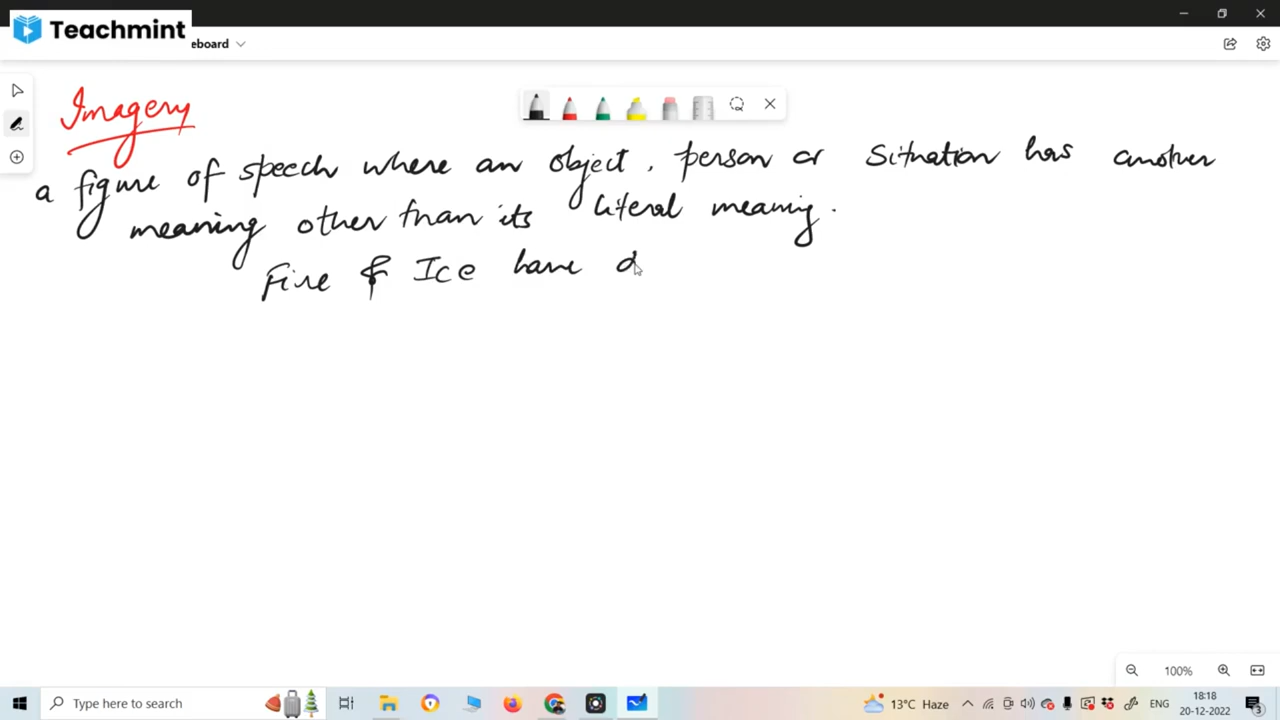 Teachmint
eboard
Imagery
a figure of speech where an object, person or situation has another
meaning other than its literal meaning.
Fire & Ice have d
100%
Type here to search
13°C Haze
ENG
18:18
20-12-2022
3